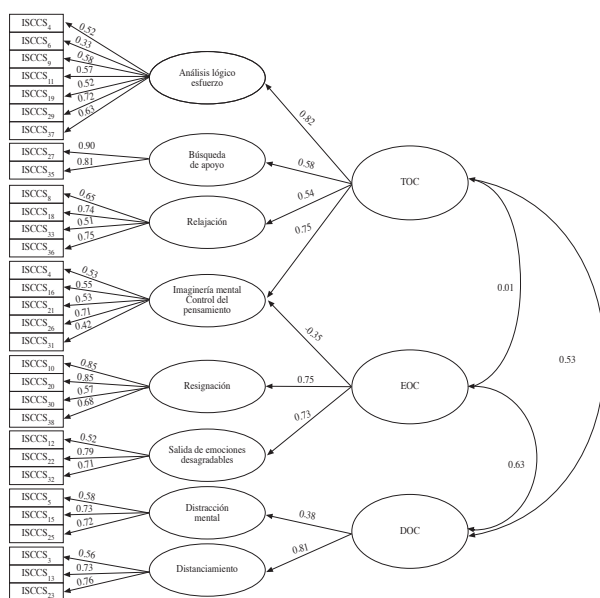 ISCCS4
ISCCS6
ISCCS9
ISCCS11
ISCCS19
ISCCS29
ISCCS37
0.52
0.33
0.58
0.57
0.52
0.72
0.63
Análisis lógico
esfuerzo
ISCCS27
ISCCS35
0.90
0.81
Búsqueda
de apoyo
ISCCS8
ISCCS18
ISCCS33
ISCCS36
0.65
0.74
0.51
0.75
Relajación
ISCCS4
ISCCS16
ISCCS21
ISCCS26
ISCCS31
0.53
0.55
0.53
0.71
0.42
Imaginería mental
Control del
pensamiento
ISCCS10
ISCCS20
ISCCS30
ISCCS38
0.85
0.85
0.57
0.68
Resignación
ISCCS12
ISCCS22
ISCCS32
0.52
0.79
0.71
Salida de emociones
desagradables
ISCCS5
ISCCS15
ISCCS25
0.58
0.73
0.72
Distracción
mental
ISCCS3
ISCCS13
ISCCS23
0.56
0.73
0.76
Distanciamiento
0.82
0.58
0.54
0.75
TOC
-0.35
0.75
0.73
EOC
0.38
0.81
DOC
0.01
0.53
0.63